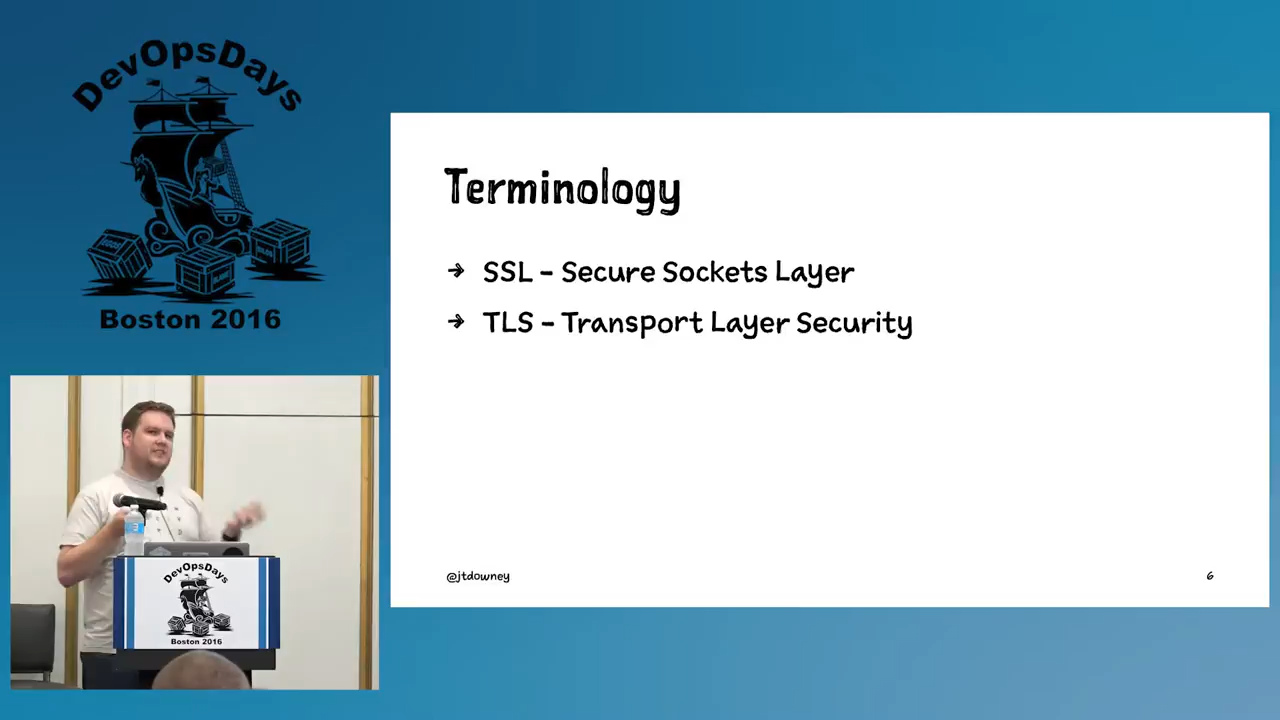 DevOpsDays
Boston 2016
Terminology
→ SSL – Secure Sockets Layer
→ TLS – Transport Layer Security
@jtdowney
6
DevOpsDays
Boston 2016